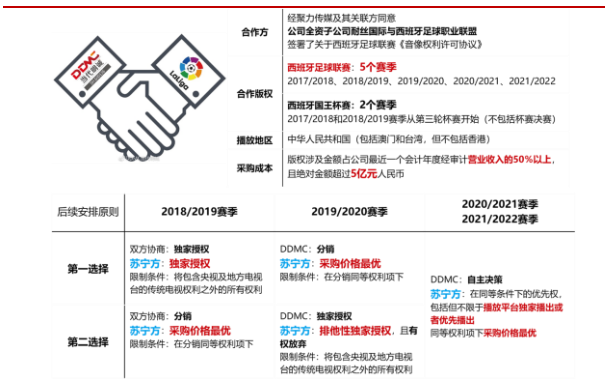 合作方
经聚力传媒及其关联方同意
公司全资子公司耐丝国际与西班牙足球职业联盟
签署了关于西班牙足球联赛《音像权利许可协议》
DDMC
当代明诚
LaLiga
合作版权
西班牙足球联赛：5个赛季
2017/2018、2018/2019、2019/2020、2020/2021、2021/2022
西班牙国王杯赛：2个赛季
2017/2018和2018/2019赛季从第三轮杯赛开始（不包括杯赛决赛）
播放地区
中华人民共和国（包括澳门和台湾，但不包括香港）
采购成本
版权涉及金额占公司最近一个会计年度经审计营业收入的50%以上，
且绝对金额超过5亿元人民币
后续安排原则
2018/2019赛季
2019/2020赛季
2020/2021赛季
2021/2022赛季
第一选择
双方协商：独家授权
苏宁方：独家授权
限制条件：将包含央视及地方电视
台的传统电视权利之外的所有权利
DDMC：分销
苏宁方：采购价格最优
限制条件：在分销同等权利项下
DDMC：自主决策
苏宁方：在同等条件下的优先权，
包括但不限于播放平台独家播出或
者优先播出
同等权利项下采购价格最优
第二选择
双方协商：分销
苏宁方：采购价格最优
限制条件：在分销同等权利项下
DDMC：独家授权
苏宁方：排他性独家授权，且有
权放弃
限制条件：将包含央视及地方电视
台的传统电视权利之外的所有权利